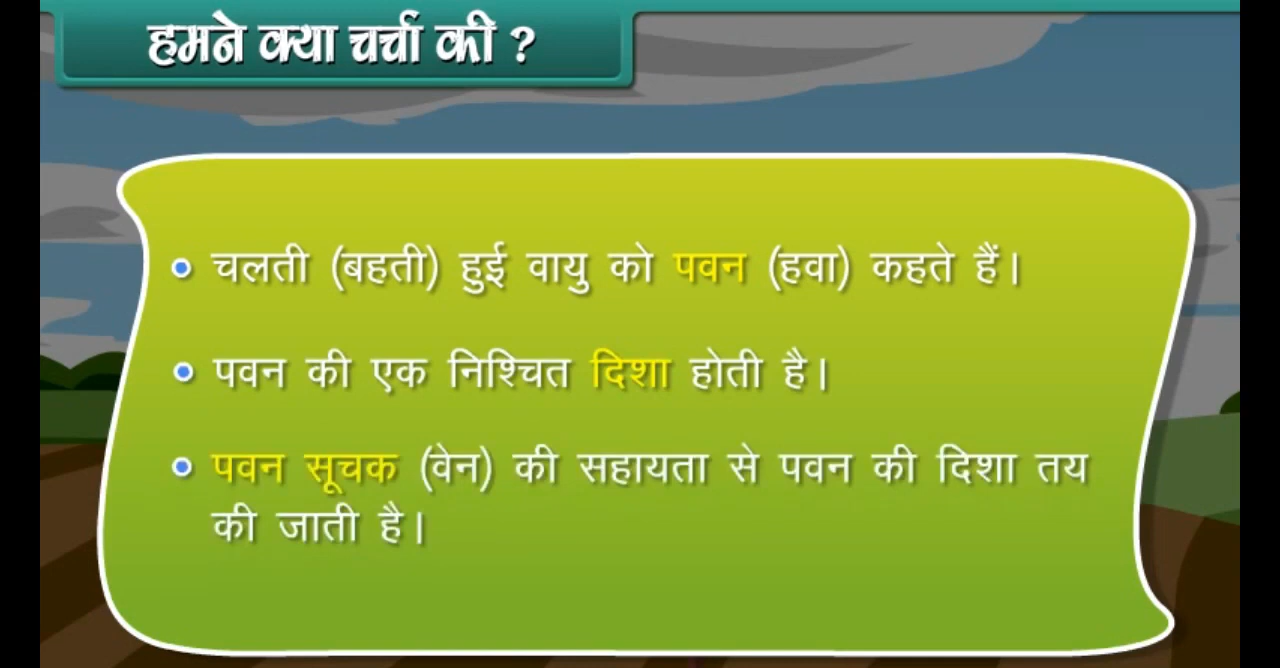 हमने क्या चर्चा की ?
चलती (बहती) हुई वायु को पवन (हवा) कहते हैं।
पवन की एक निश्चित दिशा होती है।
पवन सूचक (वेन) की सहायता से पवन की दिशा तय
की जाती है।